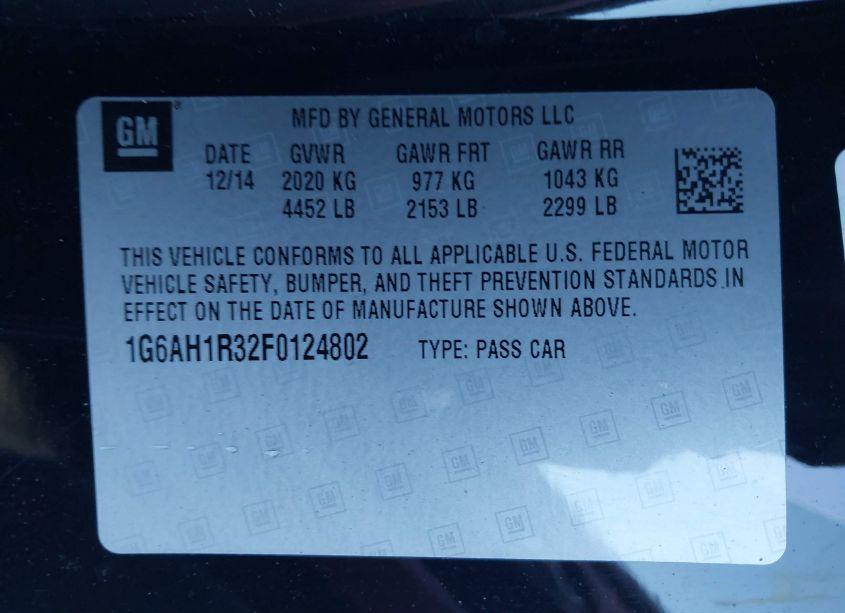 GM ®
MFD BY GENERAL MOTORS LLC
DATE GVWR GAWR FRT GAWR RR
12/14 2020 KG 977 KG 1043 KG
4452 LB 2153 LB 2299 LB
THIS VEHICLE CONFORMS TO ALL APPLICABLE U.S. FEDERAL MOTOR
VEHICLE SAFETY, BUMPER, AND THEFT PREVENTION STANDARDS IN
EFFECT ON THE DATE OF MANUFACTURE SHOWN ABOVE.
1G6AH1R32F0124802 TYPE: PASS CAR